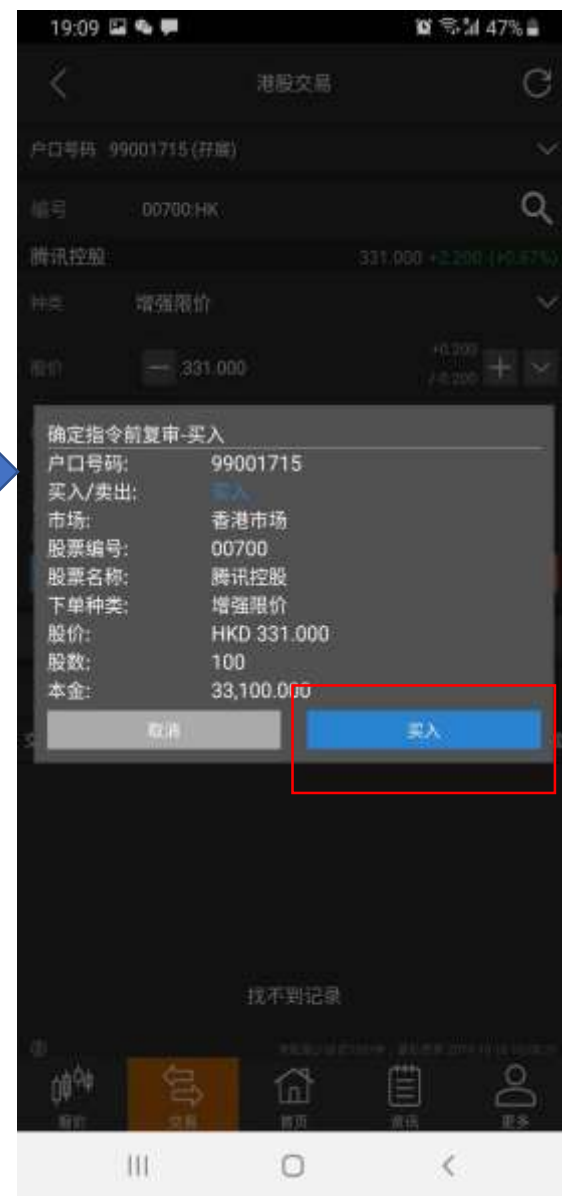 19:09 47%
港股交易
户口号码 99001715 (孖展)
编号 00700:HK
腾讯控股 331.000 +2.200 (+0.67%)
种类 增强限价
股价 331.000 +0.200
/-0.200
确定指令前复审-买入
户口号码: 99001715
买入/卖出: 买入
市场: 香港市场
股票编号: 00700
股票名称: 腾讯控股
下单种类: 增强限价
股价: HKD 331.000
股数: 100
本金: 33,100.000
取消 买入
找不到记录
报价 交易 首页 资讯 更多